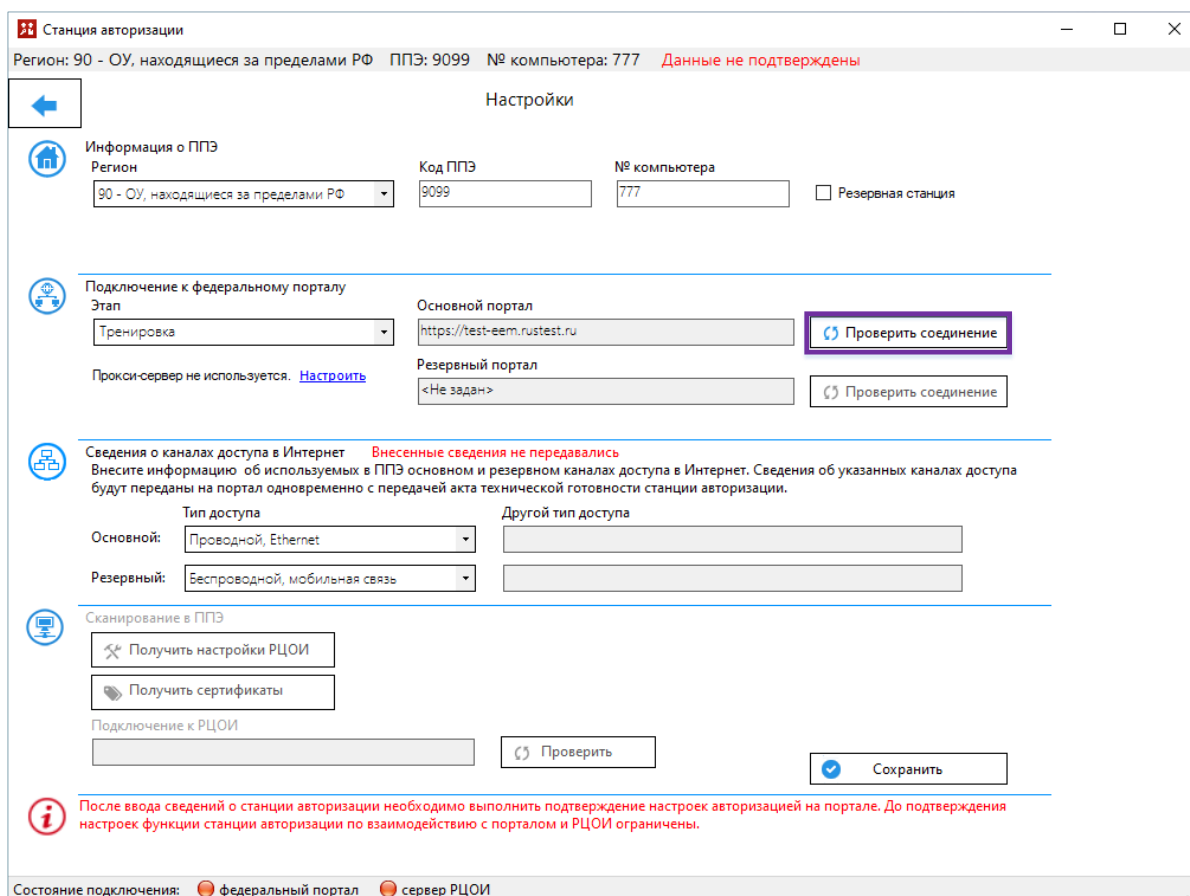 Станция авторизации
Регион: 90 - ОУ, находящиеся за пределами РФ ППЭ: 9099 № компьютера: 777 Данные не подтверждены
Настройки
Информация о ППЭ
Регион Код ППЭ № компьютера
90 - ОУ, находящиеся за пределами РФ 9099 777 Резервная станция
Подключение к федеральному порталу
Этап Основной портал
Тренировка https://test-eem.rustest.ru Проверить соединение
Прокси-сервер не используется. Настроить Резервный портал
<Не задан> Проверить соединение
Сведения о каналах доступа в Интернет Внесенные сведения не передавались
Внесите информацию об используемых в ППЭ основном и резервном каналах доступа в Интернет. Сведения об указанных каналах доступа
будут переданы на портал одновременно с передачей акта технической готовности станции авторизации.
Тип доступа Другой тип доступа
Основной: Проводной, Ethernet
Резервный: Беспроводной, мобильная связь
Сканирование в ППЭ
Получить настройки РЦОИ
Получить сертификаты
Подключение к РЦОИ
Проверить
Сохранить
После ввода сведений о станции авторизации необходимо выполнить подтверждение настроек авторизацией на портале. До подтверждения
настроек функции станции авторизации по взаимодействию с порталом и РЦОИ ограничены.
Состояние подключения: федеральный портал сервер РЦОИ